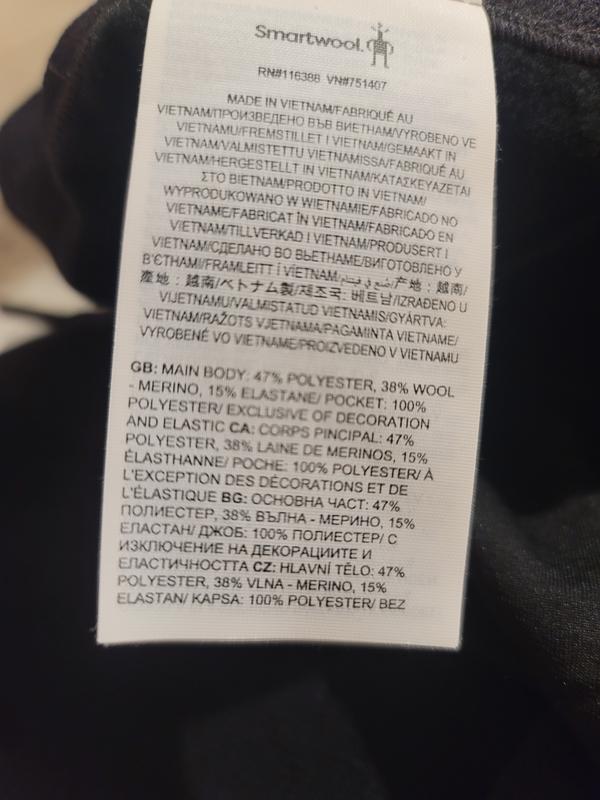 Smartwool.
RN#116388 VN#751407
MADE IN VIETNAM/FABRIQUÉ AU
VIETNAM/ПРОИЗВЕДЕНО ВЪВ ВИЕТНАМ/VYROBENO VE
VIETNAMU/FREMSTILLET I VIETNAM/GEMAAKT IN
VIETNAM/VALMISTETTU VIETNAMISSA/FABRIQUÉ AU
VIETNAM/HERGESTELLT IN VIETNAM/ΚΑΤΑΣΚΕΥΑΖΕΤΑΙ
ΣΤΟ ΒΙΕΤΝΑΜ/PRODOTTO IN VIETNAM/
WYPRODUKOWANO W WIETNAMIE/FABRICADO NO
VIETNAME/FABRICAT ÎN VIETNAM/FABRICADO EN
VIETNAM/TILLVERKAD I VIETNAM/PRODUSERT I
VIETNAM/СДЕЛАНО ВО ВЬЕТНАМЕ/ВИГОТОВЛЕНО У
В'ЄТНАМІ/FRAMLEITT Í VÍETNAM/صنع في فيتنام/产地：越南/
產地：越南/ベトナム製/제조국: 베트남/IZRAĐENO U
VIJETNAMU/VALMISTATUD VIETNAMIS/GYÁRTVA:
VIETNAM/RAŽOTS VJETNAMĀ/PAGAMINTA VIETNAME/
VYROBENÉ VO VIETNAME/PROIZVEDENO V VIETNAMU
GB: MAIN BODY: 47% POLYESTER, 38% WOOL
- MERINO, 15% ELASTANE/ POCKET: 100%
POLYESTER/ EXCLUSIVE OF DECORATION
AND ELASTIC CA: CORPS PINCIPAL: 47%
POLYESTER, 38% LAINE DE MERINOS, 15%
ÉLASTHANNE/ POCHE: 100% POLYESTER/ À
L'EXCEPTION DES DÉCORATIONS ET DE
L'ÉLASTIQUE BG: ОСНОВНА ЧАСТ: 47%
ПОЛИЕСТЕР, 38% ВЪЛНА - МЕРИНО, 15%
ЕЛАСТАН/ ДЖОБ: 100% ПОЛИЕСТЕР/ С
ИЗКЛЮЧЕНИЕ НА ДЕКОРАЦИИТЕ И
ЕЛАСТИЧНОСТТА CZ: HLAVNÍ TĚLO: 47%
POLYESTER, 38% VLNA - MERINO, 15%
ELASTAN/ KAPSA: 100% POLYESTER/ BEZ